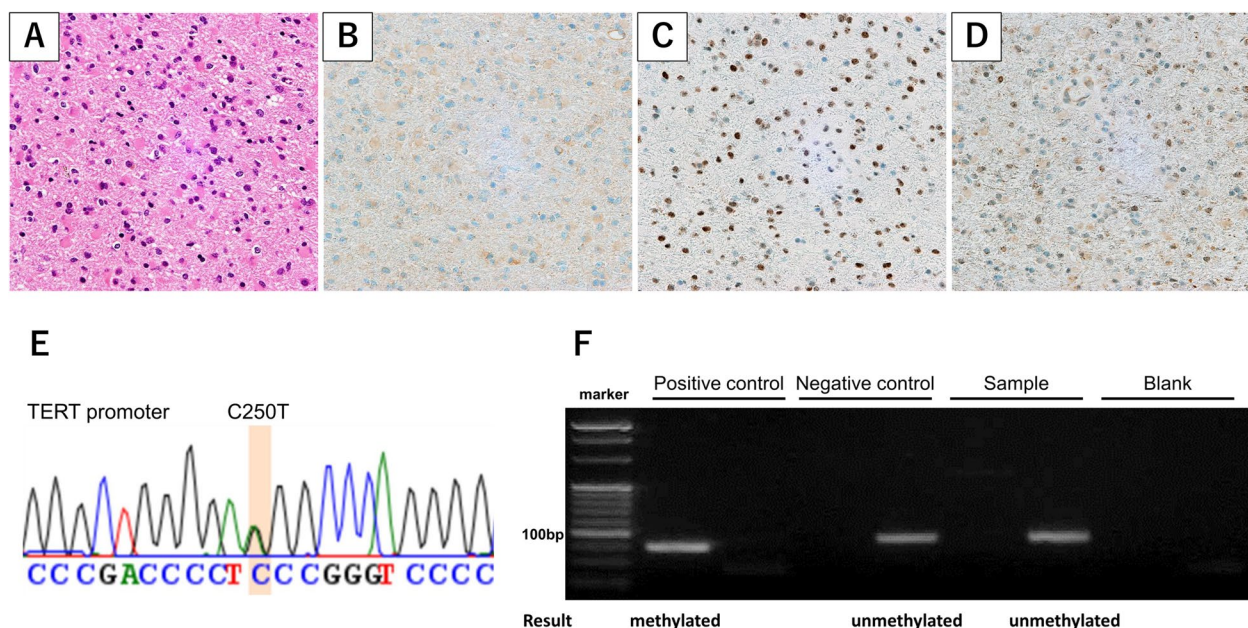 A
B
C
D
E
F
TERT promoter
C250T
CCCGACCCCTCCCGGGTCCCC
marker
Positive control
Negative control
Sample
Blank
100bp
Result
methylated
unmethylated
unmethylated